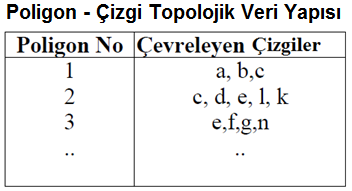 Poligon - Çizgi Topolojik Veri Yapısı
Poligon No Çevreleyen Çizgiler
1 a, b,c
2 c, d, e, l, k
3 e,f,g,n
.. ..